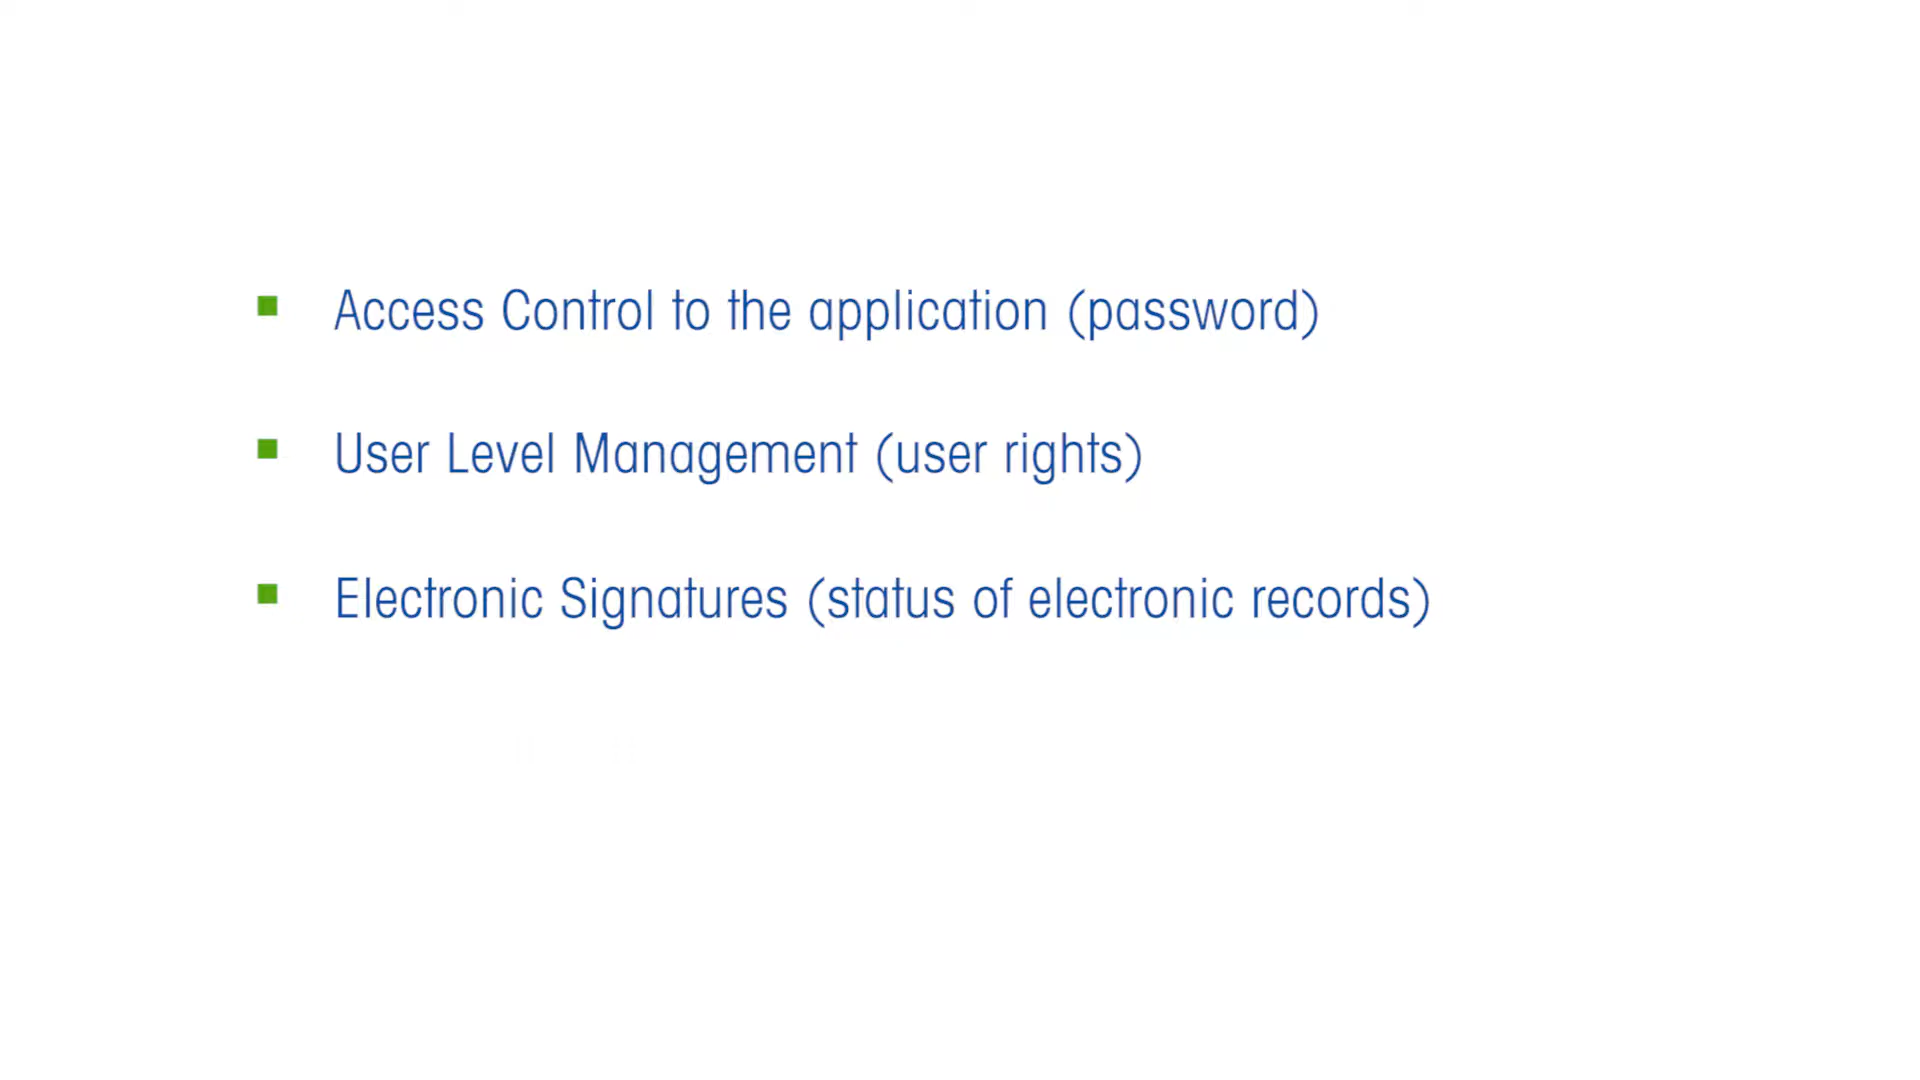 Access Control to the application (password)
User Level Management (user rights)
Electronic Signatures (status of electronic records)